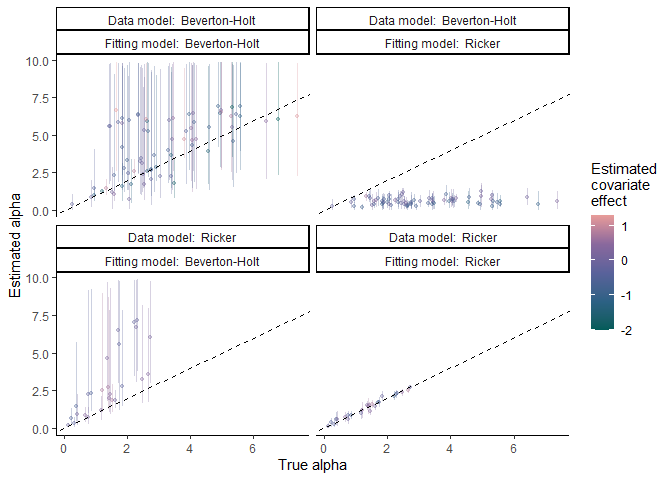 Data model: Beverton-Holt
Fitting model: Beverton-Holt
Data model: Beverton-Holt
Fitting model: Ricker
10.0
7.5
5.0
2.5
0.0
Data model: Ricker
Fitting model: Beverton-Holt
Data model: Ricker
Fitting model: Ricker
10.0
7.5
5.0
2.5
0.0
0
2
4
6
0
2
4
6
True alpha
Estimated alpha
Estimated
covariate
effect
1
0
-1
-2